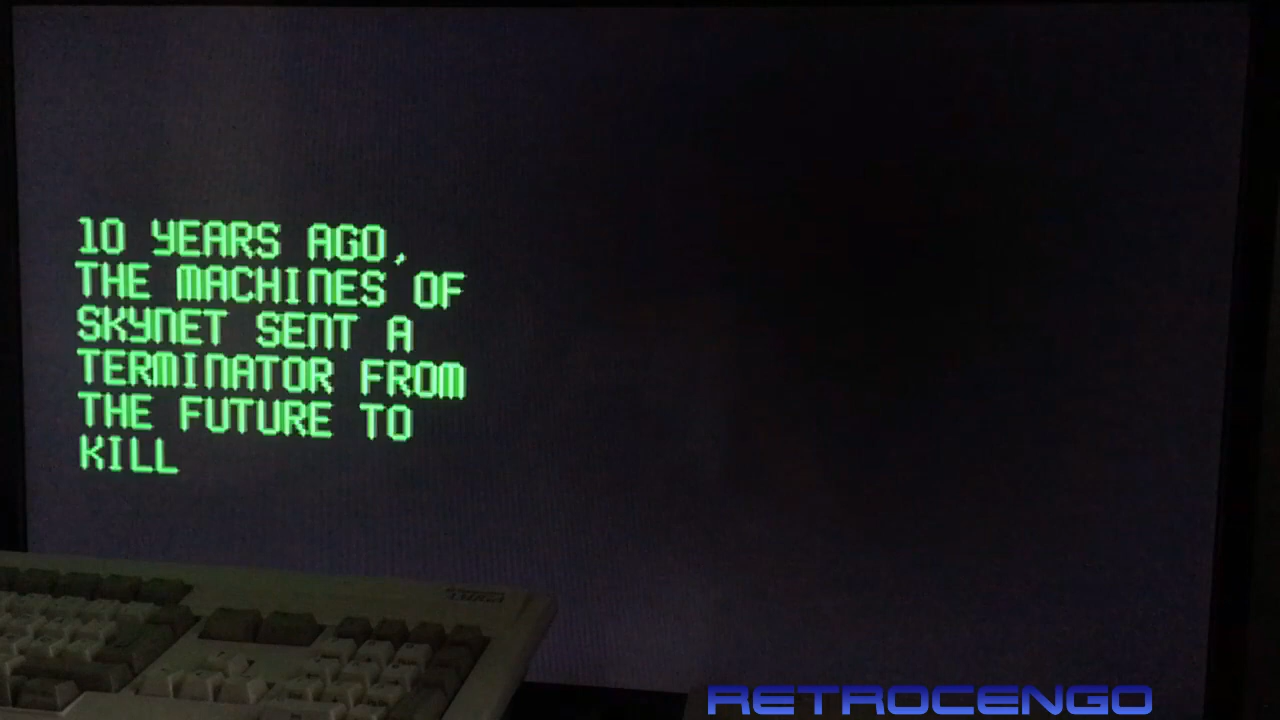 10 YEARS AGO,
THE MACHINES OF
SKYNET SENT A
TERMINATOR FROM
THE FUTURE TO
KILL
RETROCENGO